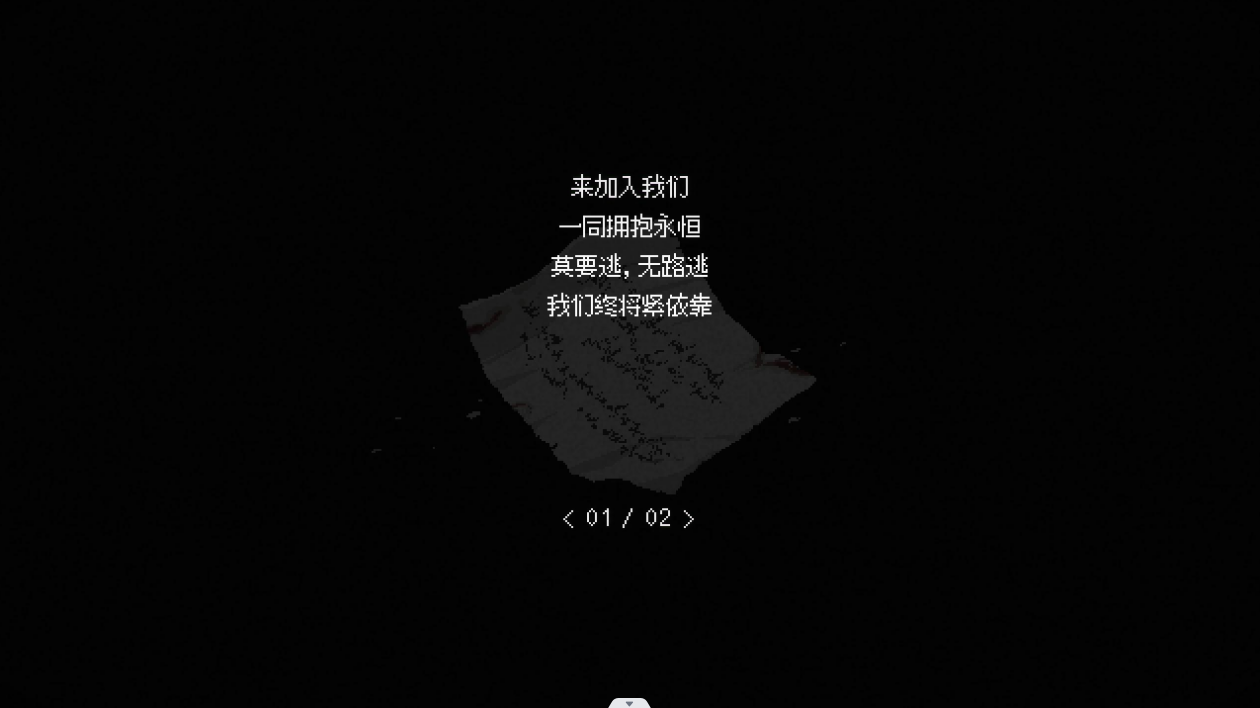 来加入我们
一同拥抱永恒
莫要逃，无路逃
我们终将紧依靠
< 01 / 02 >